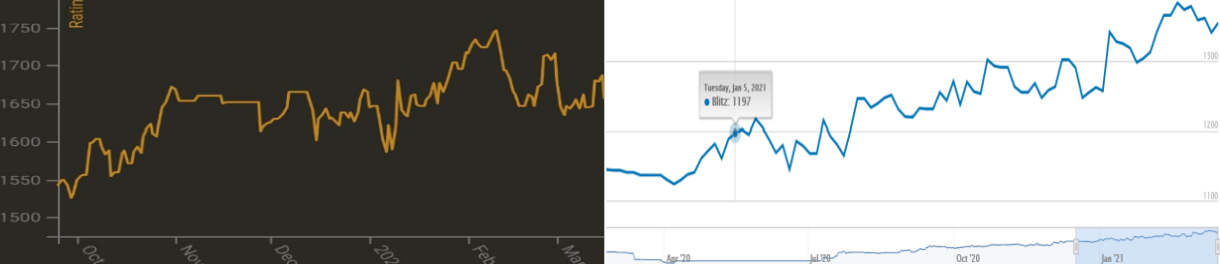 Ratin
1750
1700
1650
1600
1550
1500
Oct
Nov
Dec
202
Feb
Ma
Tuesday, Jan 5, 2021
Blitz: 1197
1300
1200
1100
Apr '20
Jul '20
Oct '20
Jan '21